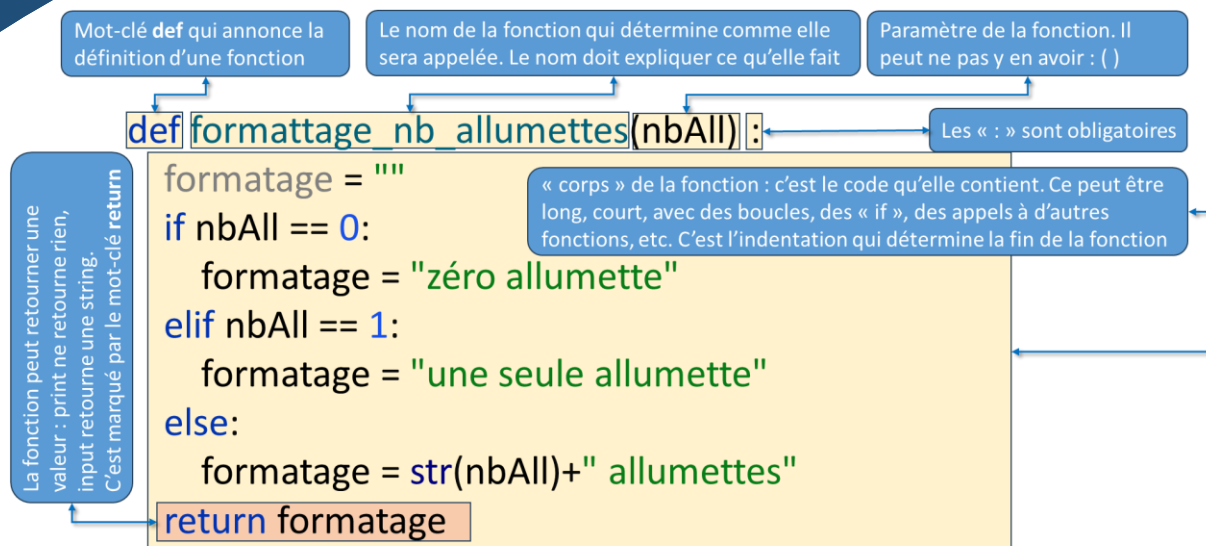 Mot-clé def qui annonce la
définition d'une fonction
Le nom de la fonction qui détermine comme elle
sera appelée. Le nom doit expliquer ce qu'elle fait
Paramètre de la fonction. Il
peut ne pas y en avoir : ( )
def formattage_nb_allumettes(nbAll) :
Les « : » sont obligatoires
formatage = ""
« corps » de la fonction : c'est le code qu'elle contient. Ce peut être
long, court, avec des boucles, des « if », des appels à d'autres
fonctions, etc. C'est l'indentation qui détermine la fin de la fonction
if nbAll == 0:
formatage = "zéro allumette"
elif nbAll == 1:
formatage = "une seule allumette"
else:
formatage = str(nbAll)+" allumettes"
return formatage
La fonction peut retourner une
valeur : print ne retourne rien,
input retourne une string.
C'est marqué par le mot-clé return